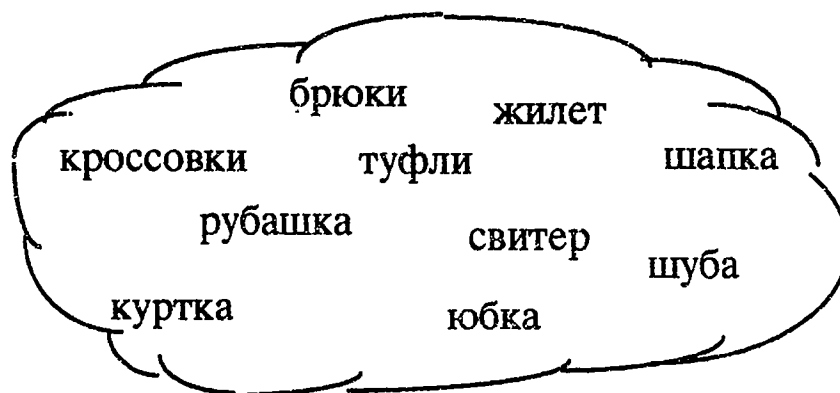 брюки
жилет
кроссовки
туфли
шапка
рубашка
свитер
шуба
куртка
юбка